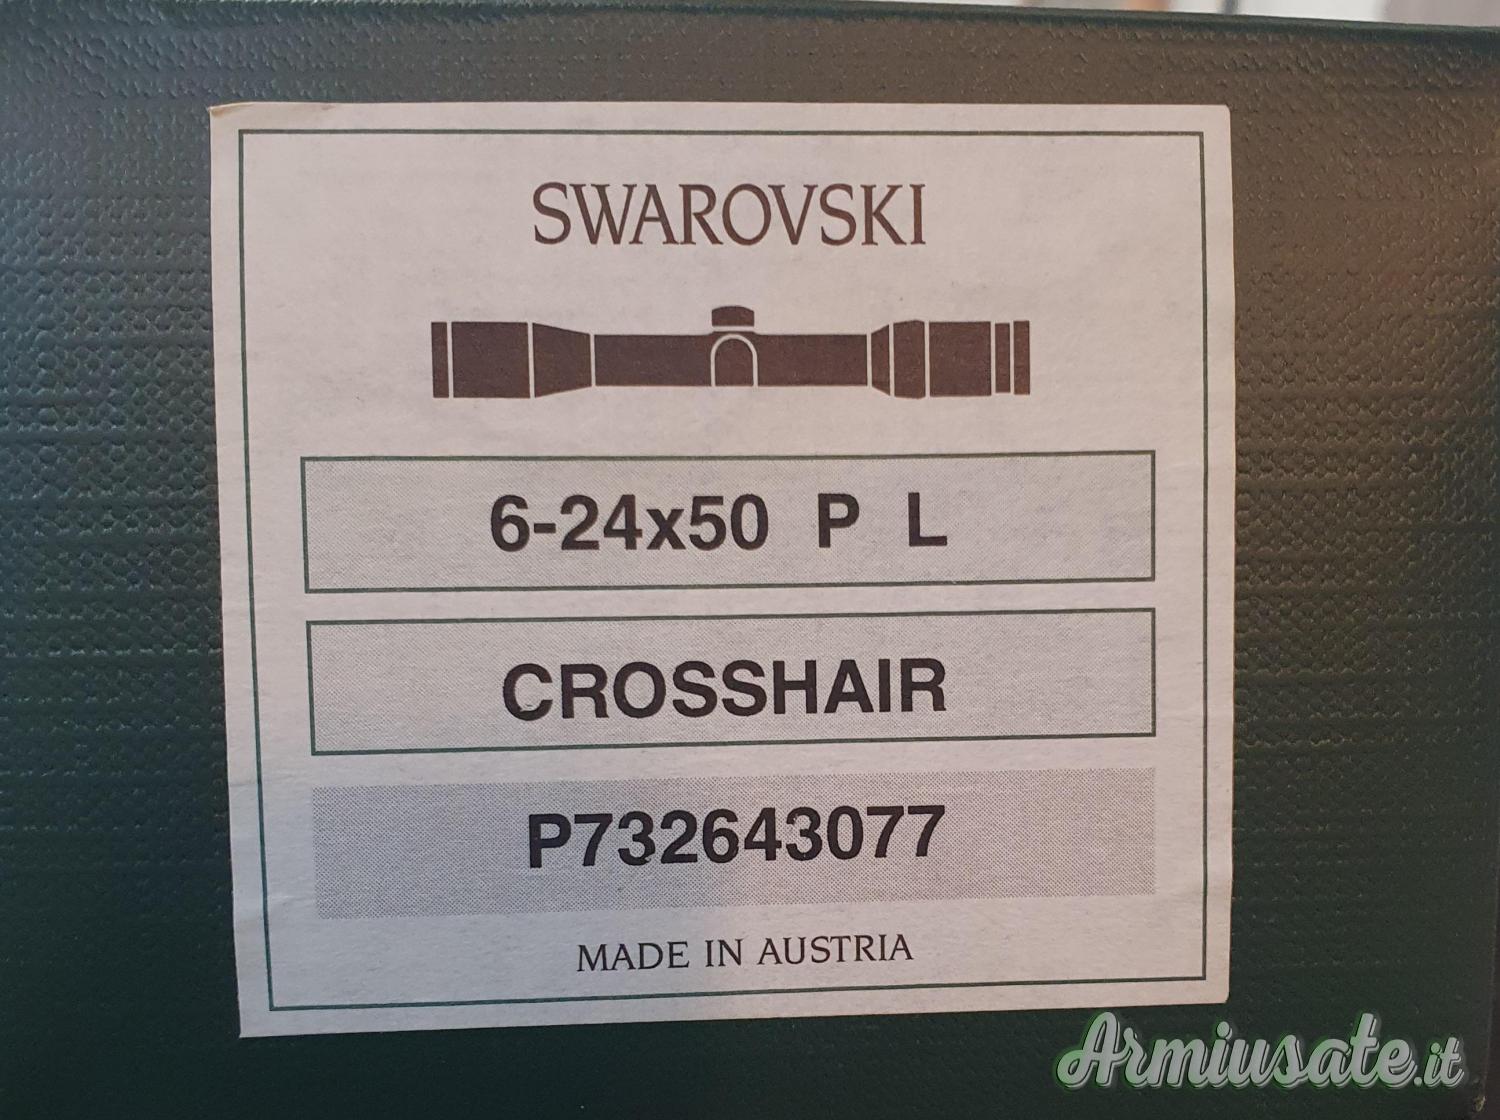 SWAROVSKI
6-24x50 P L
CROSSHAIR
P732643077
MADE IN AUSTRIA
Armiusate.it